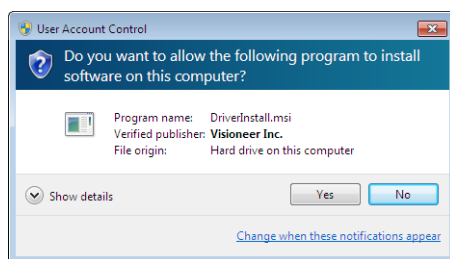 User Account Control
Do you want to allow the following program to install
software on this computer?
Program name: DriverInstall.msi
Verified publisher: Visioneer Inc.
File origin: Hard drive on this computer
Show details
Yes
No
Change when these notifications appear